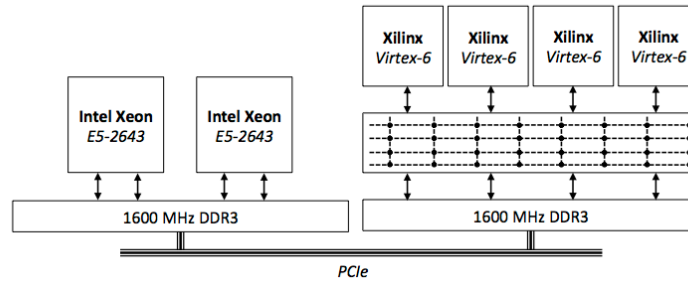 Xilinx
Virtex-6
Xilinx
Virtex-6
Xilinx
Virtex-6
Xilinx
Virtex-6
Intel Xeon
E5-2643
Intel Xeon
E5-2643
1600 MHz DDR3
1600 MHz DDR3
PCIe